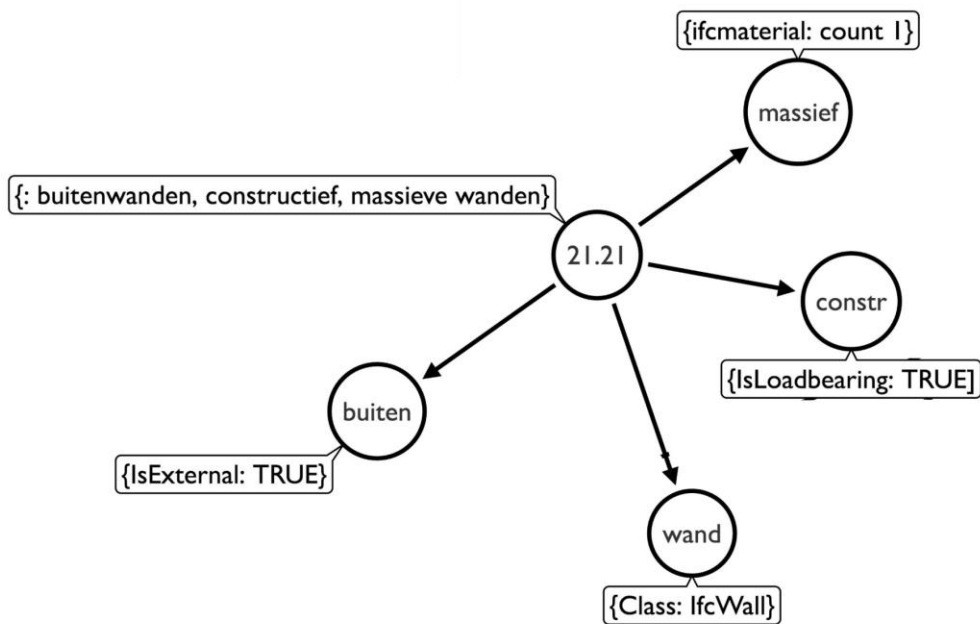 {ifcmaterial: count 1}
massief
{: buitenwanden, constructief, massieve wanden}
21.21
constr
{IsLoadbearing: TRUE]
buiten
{IsExternal: TRUE}
wand
{Class: IfcWall}